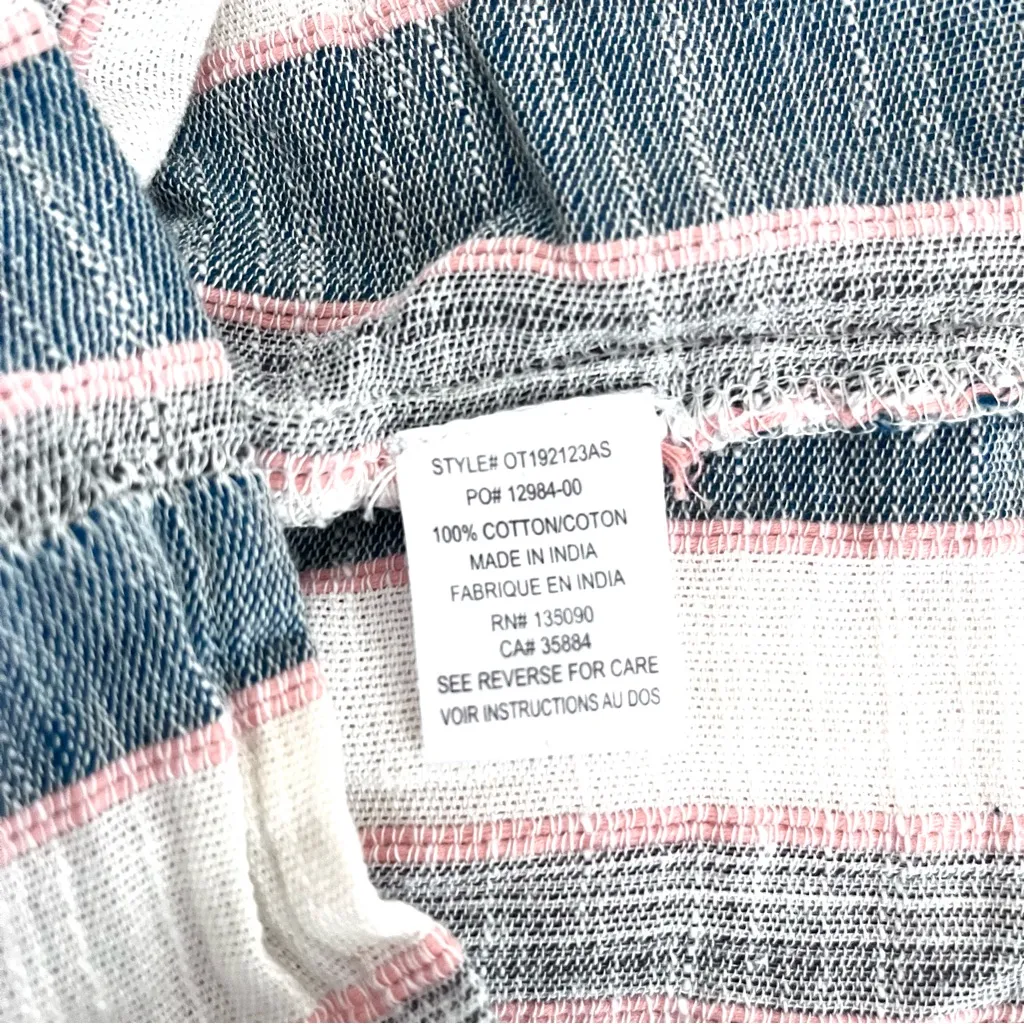 STYLE# OT192123AS
PO# 12984-00
100% COTTON/COTON
MADE IN INDIA
FABRIQUE EN INDIA
RN# 135090
CA# 35884
SEE REVERSE FOR CARE
VOIR INSTRUCTIONS AU DOS